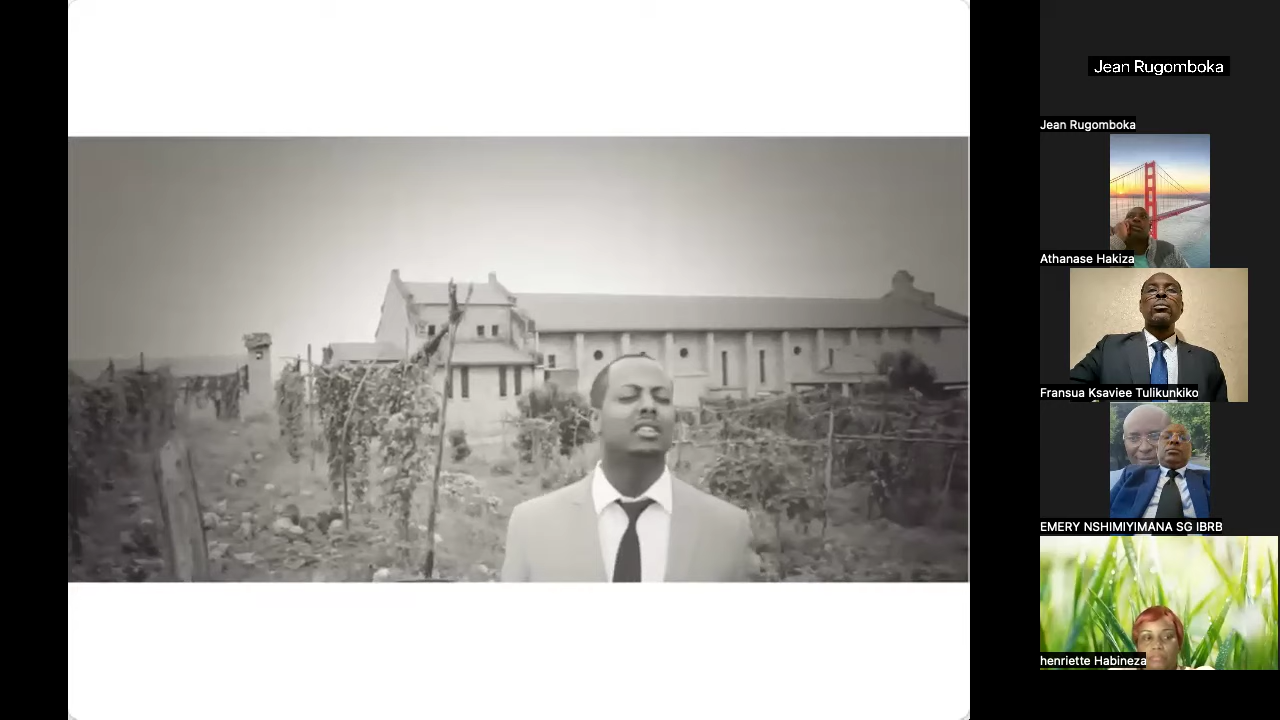 Jean Rugomboka
Jean Rugomboka
Athanase Hakiza
Fransua Ksaviee Tulikunkiko
EMERY NSHIMIYIMANA SG IBRB
henriette Habineza